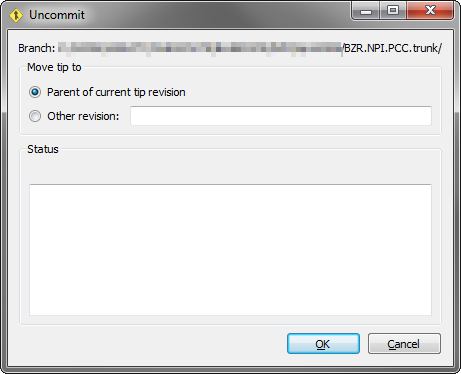 Uncommit
Branch: /BZR.NPI.PCC.trunk/
Move tip to
Parent of current tip revision
Other revision:
Status
OK
Cancel